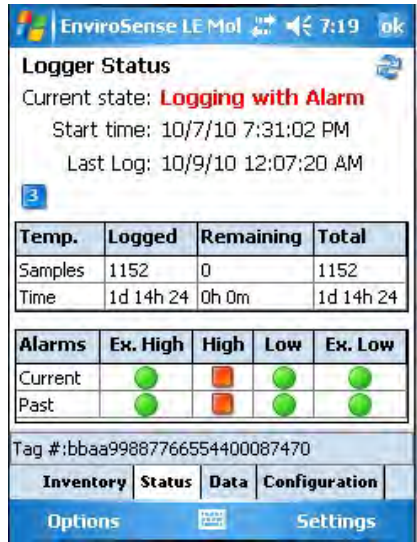 EnviroSense LE Mol 7:19 ok
Logger Status
Current state: Logging with Alarm
Start time: 10/7/10 7:31:02 PM
Last Log: 10/9/10 12:07:20 AM
3
Temp. Logged Remaining Total
Samples 1152 0 1152
Time 1d 14h 24 0h 0m 1d 14h 24
Alarms Ex. High High Low Ex. Low
Current
Past
Tag #:bbaa99887766554400087470
Inventory Status Data Configuration
Options Settings